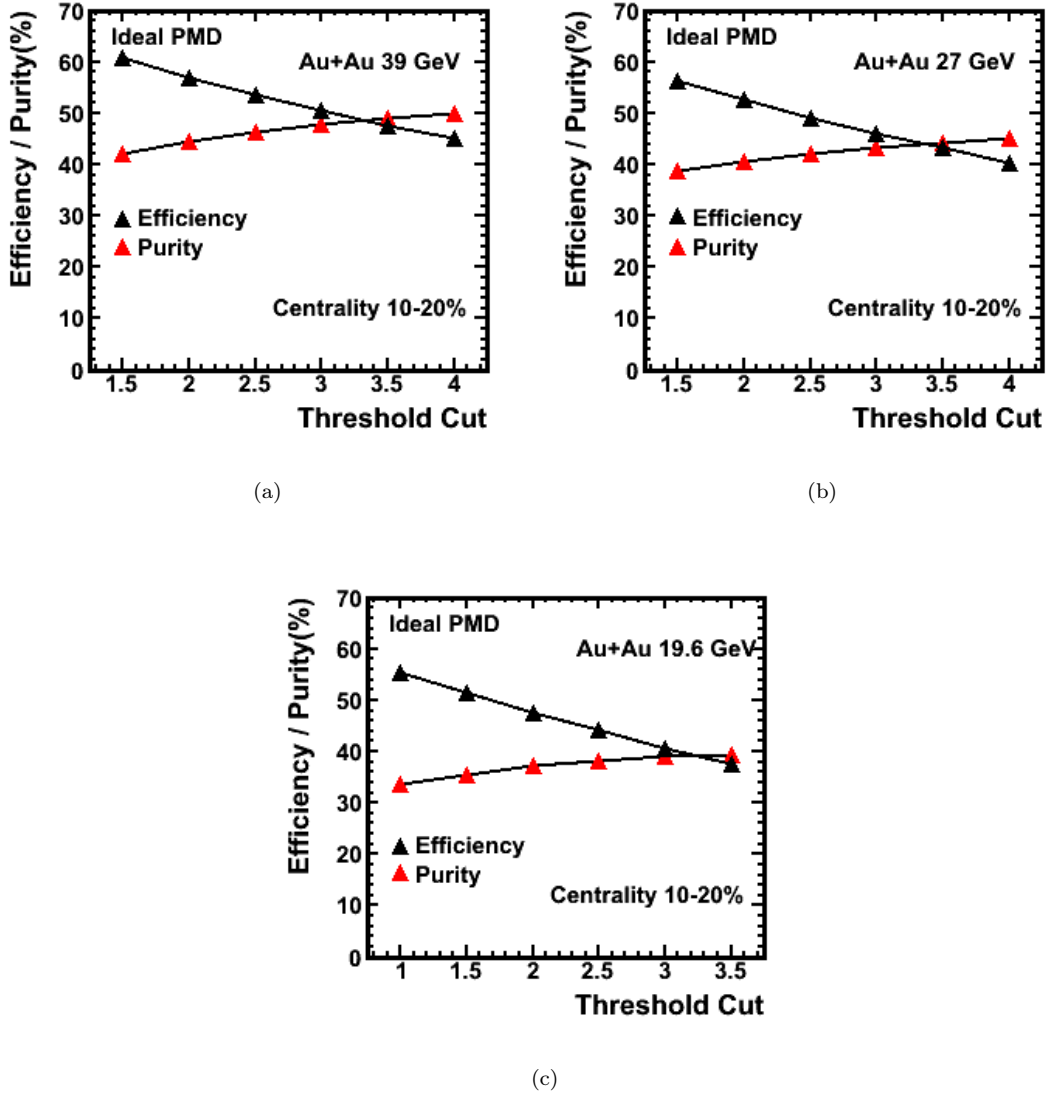 Efficiency / Purity(%)
70
60
50
40
30
20
10
0
Ideal PMD
Au+Au 39 GeV
Efficiency
Purity
Centrality 10-20%
1.5 2 2.5 3 3.5 4
Threshold Cut
(a)
Efficiency / Purity(%)
70
60
50
40
30
20
10
0
Ideal PMD
Au+Au 27 GeV
Efficiency
Purity
Centrality 10-20%
1.5 2 2.5 3 3.5 4
Threshold Cut
(b)
Efficiency / Purity(%)
70
60
50
40
30
20
10
0
Ideal PMD
Au+Au 19.6 GeV
Efficiency
Purity
Centrality 10-20%
1 1.5 2 2.5 3 3.5
Threshold Cut
(c)